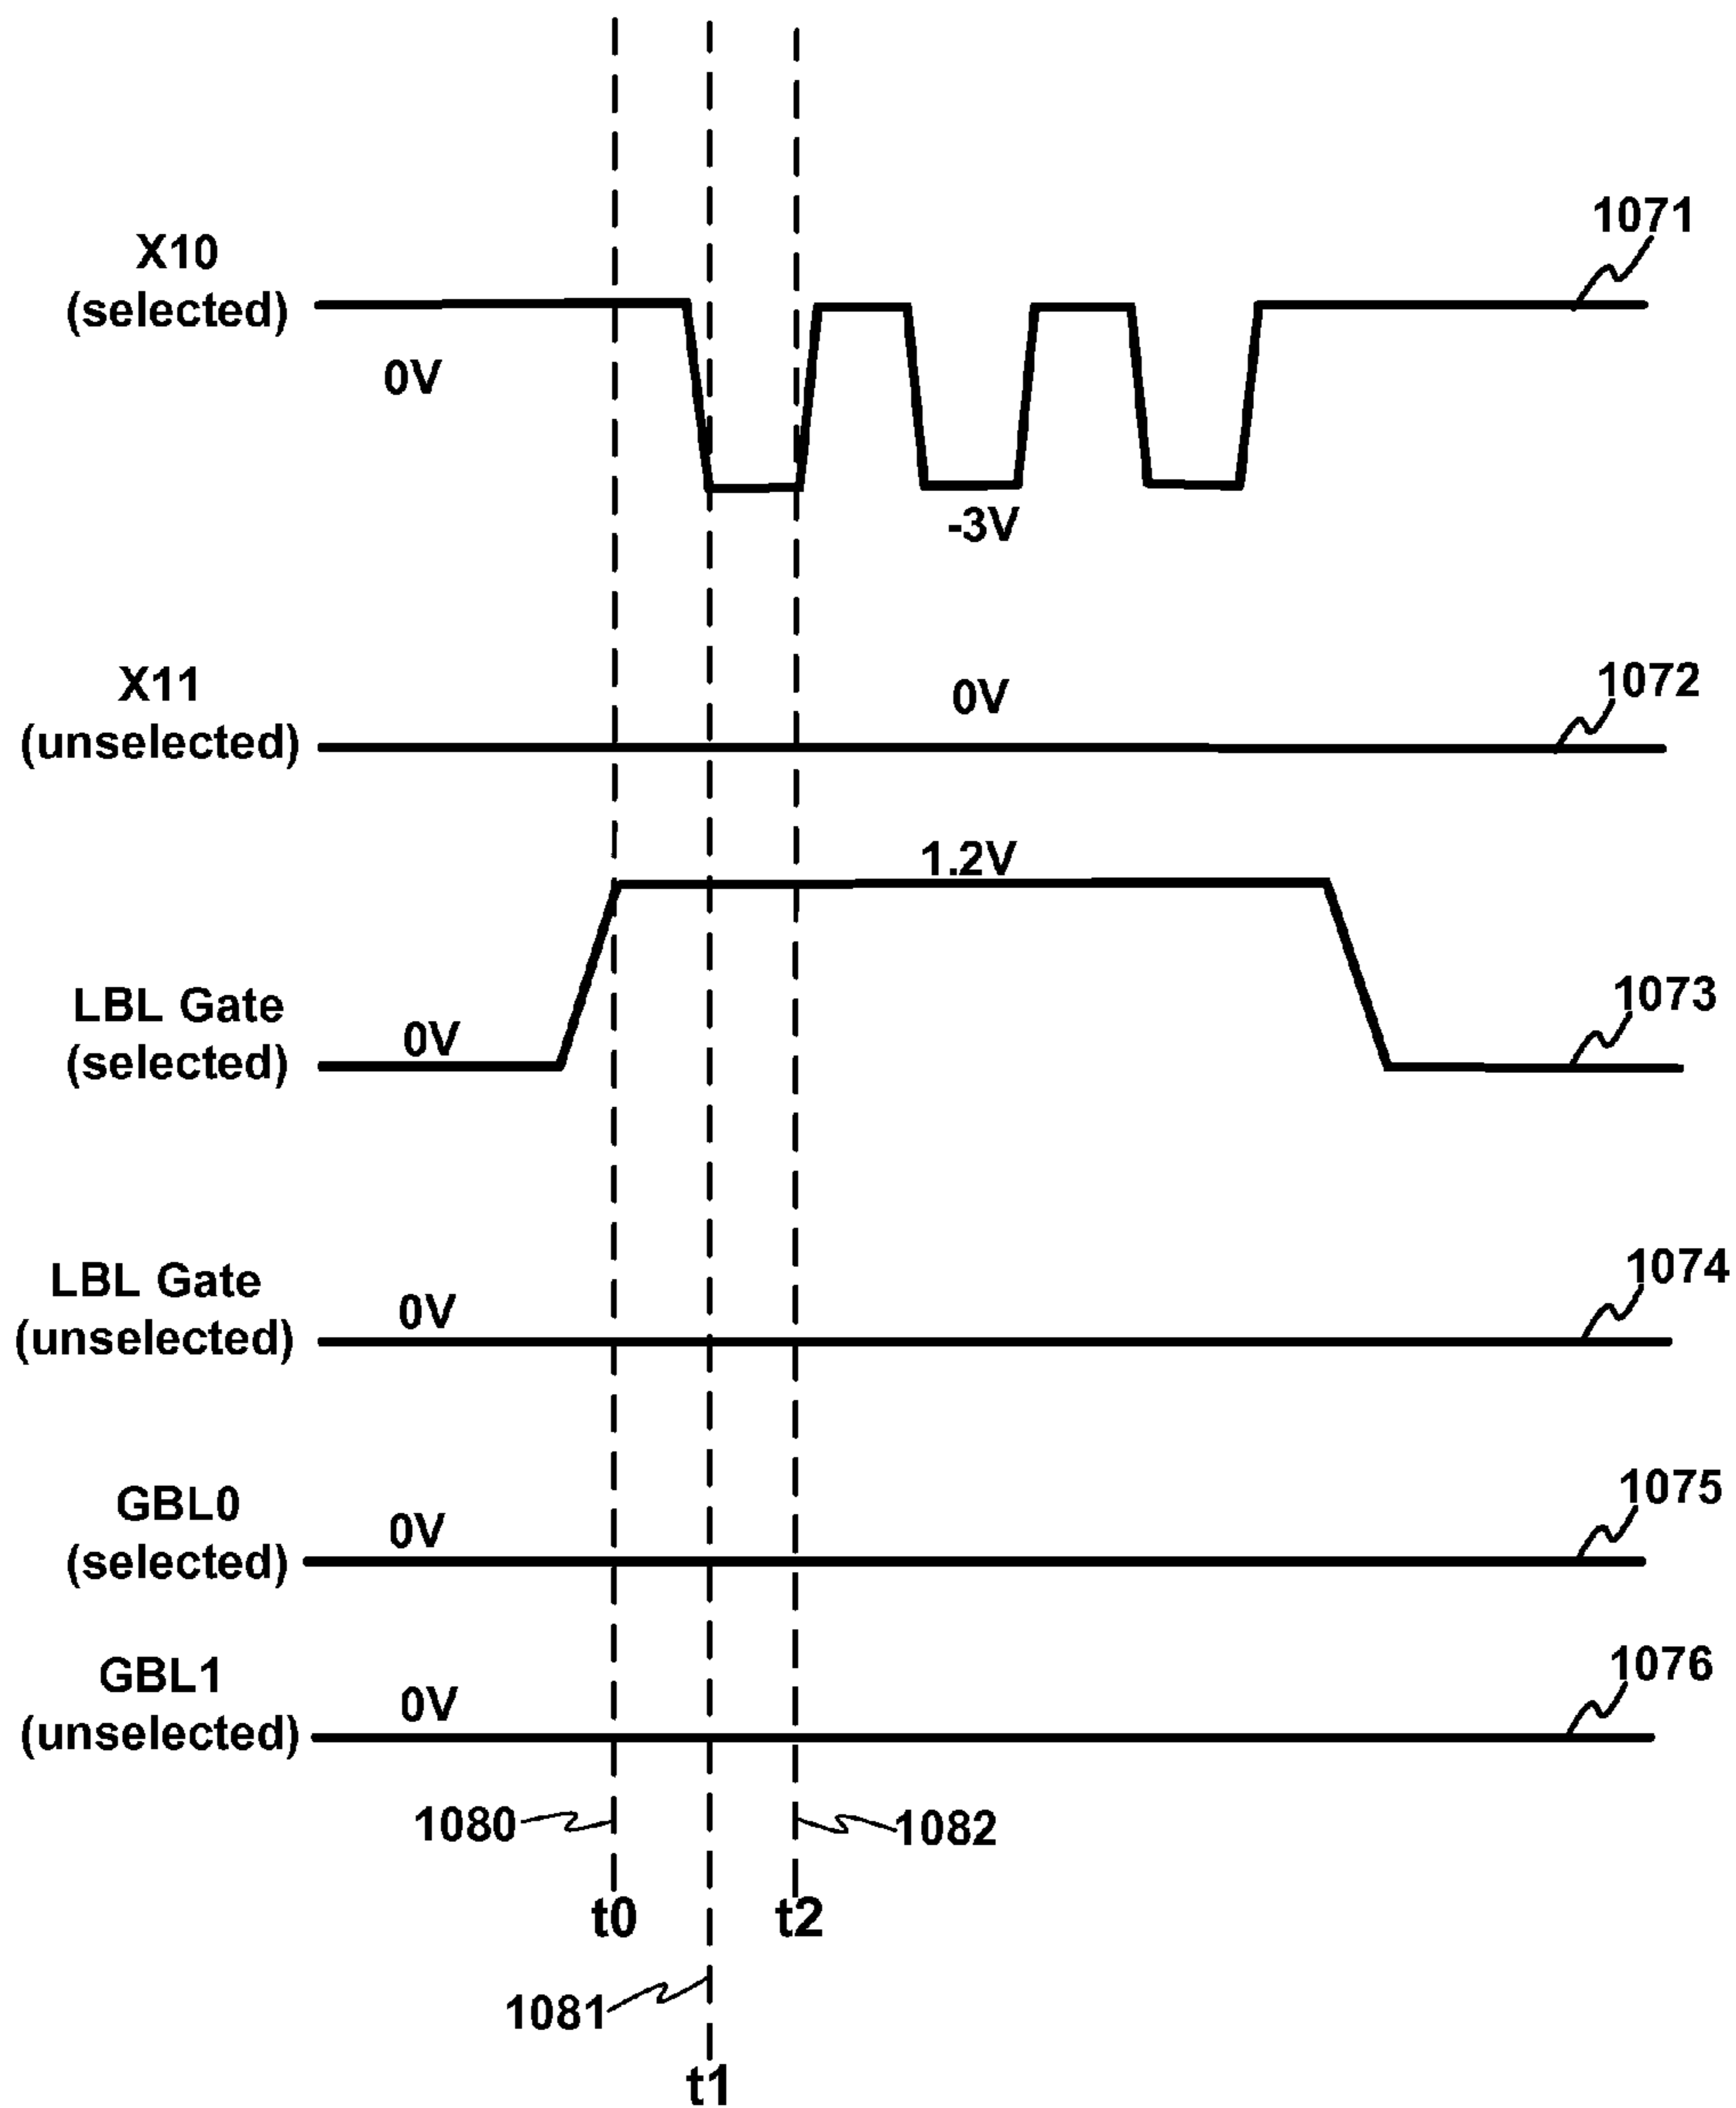 1071
X10
(selected)
0V
-3V
X11
(unselected)
0V
1072
1.2V
LBL Gate
(selected)
0V
1073
LBL Gate
(unselected)
0V
1074
GBL0
(selected)
0V
1075
GBL1
(unselected)
0V
1076
1080
1082
t0
t2
1081
t1